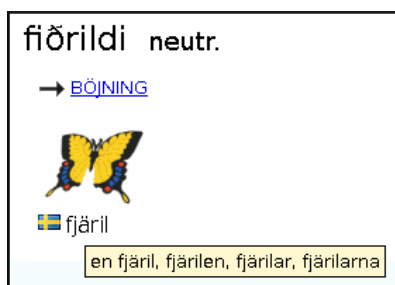 fiðrildi neutr.
→ BÖJNING
fjäril
en fjäril, fjärilen, fjärilar, fjärilarna